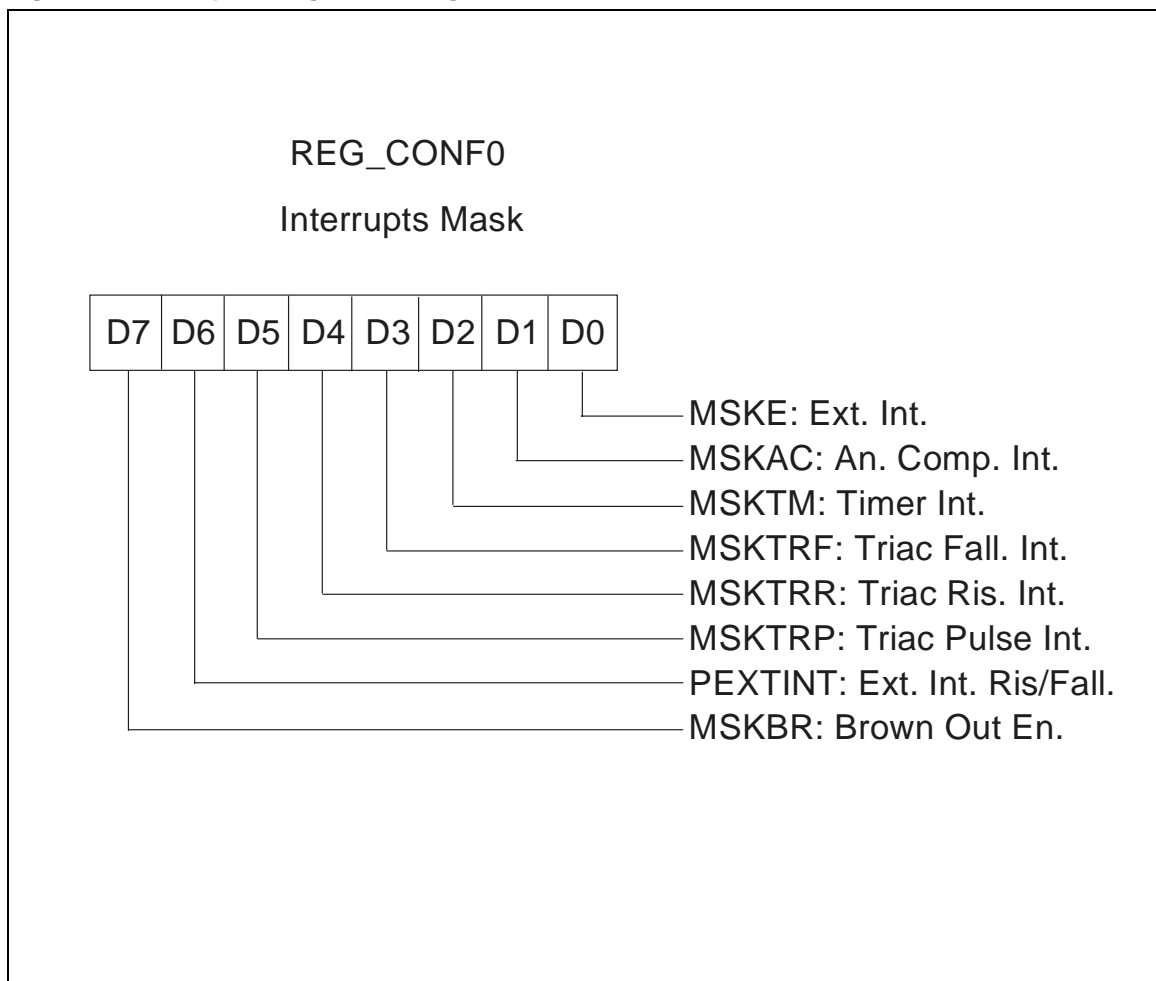 REG_CONF0
Interrupts Mask
D7 D6 D5 D4 D3 D2 D1 D0
MSKE: Ext. Int.
MSKAC: An. Comp. Int.
MSKTM: Timer Int.
MSKTRF: Triac Fall. Int.
MSKTRR: Triac Ris. Int.
MSKTRP: Triac Pulse Int.
PEXTINT: Ext. Int. Ris/Fall.
MSKBR: Brown Out En.